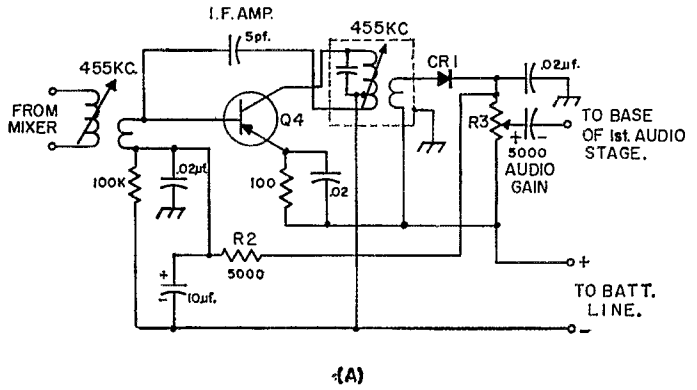 I.F. AMP.
5pf.
455KC
455KC.
CR1
.02µf.
FROM
MIXER
Q4
R3
+ -
TO BASE
OF 1st. AUDIO
STAGE.
5000
AUDIO
GAIN
100K
.02µf.
100
.02
R2
5000
+
-
10µf.
+
TO BATT.
LINE.
-
(A)